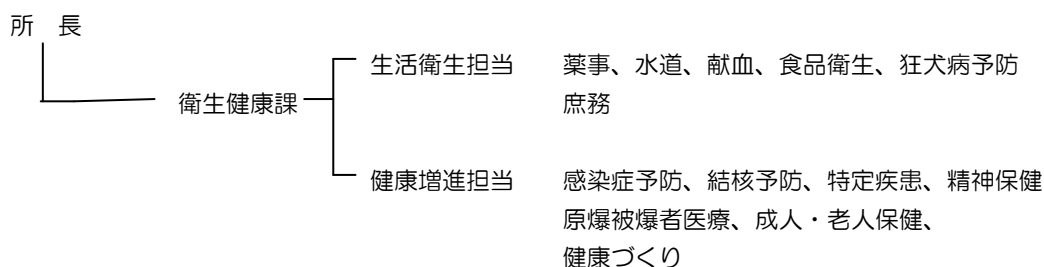 所　長
衛生健康課
生活衛生担当　薬事、水道、献血、食品衛生、狂犬病予防
庶務
健康増進担当　感染症予防、結核予防、特定疾患、精神保健
原爆被爆者医療、成人・老人保健、
健康づくり